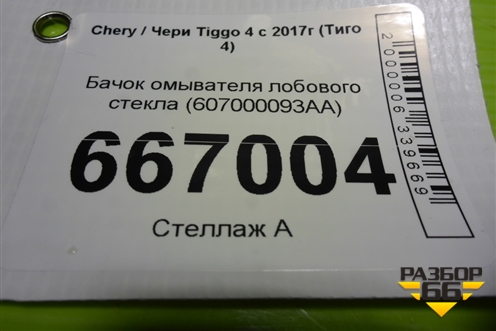 Chery / Чери Tiggo 4 с 2017г (Тиго
4)
Бачок омывателя лобового
стекла (607000093AA)
667004
Стеллаж А
2000006339669
РАЗБОР
66